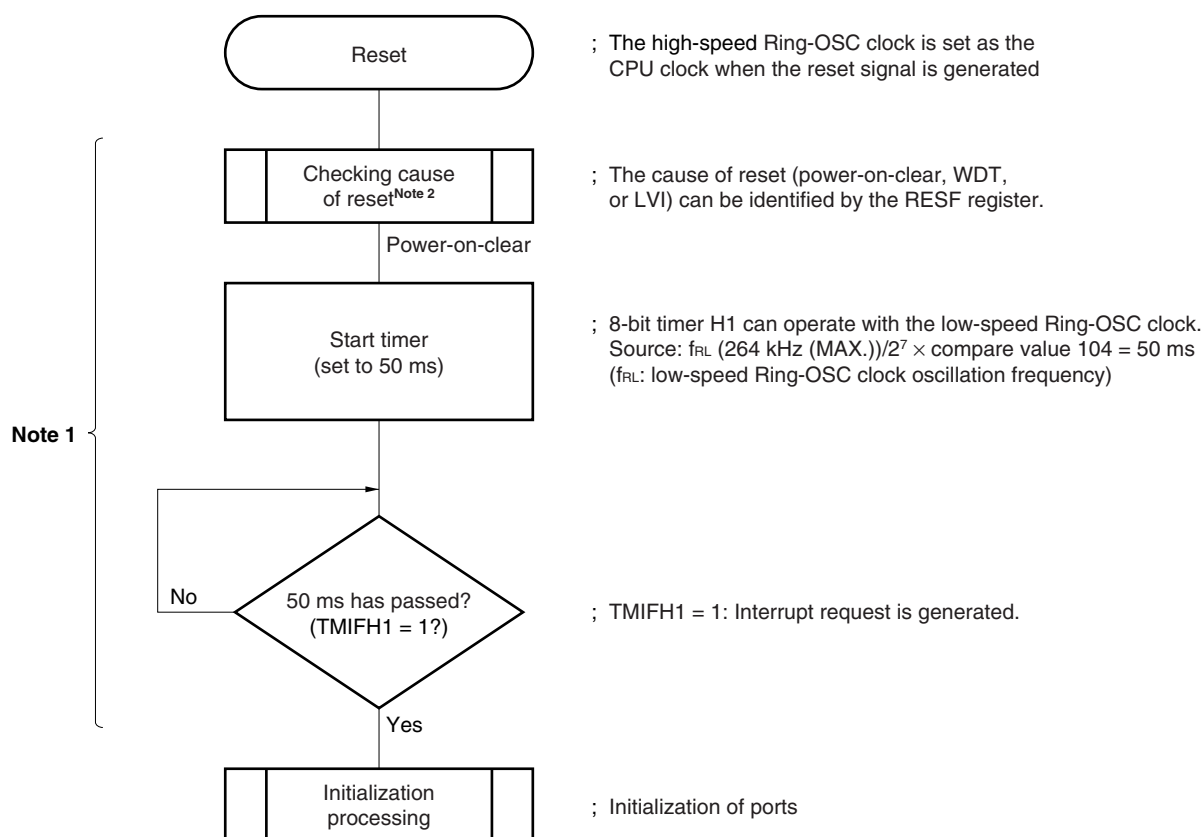 Reset
; The high-speed Ring-OSC clock is set as the
CPU clock when the reset signal is generated
Checking cause
of resetNote 2
; The cause of reset (power-on-clear, WDT,
or LVI) can be identified by the RESF register.
Power-on-clear
Start timer
(set to 50 ms)
; 8-bit timer H1 can operate with the low-speed Ring-OSC clock.
Source: fRL (264 kHz (MAX.))/2⁷ × compare value 104 = 50 ms
(fRL: low-speed Ring-OSC clock oscillation frequency)
Note 1
No
50 ms has passed?
(TMIFH1 = 1?)
; TMIFH1 = 1: Interrupt request is generated.
Yes
Initialization
processing
; Initialization of ports